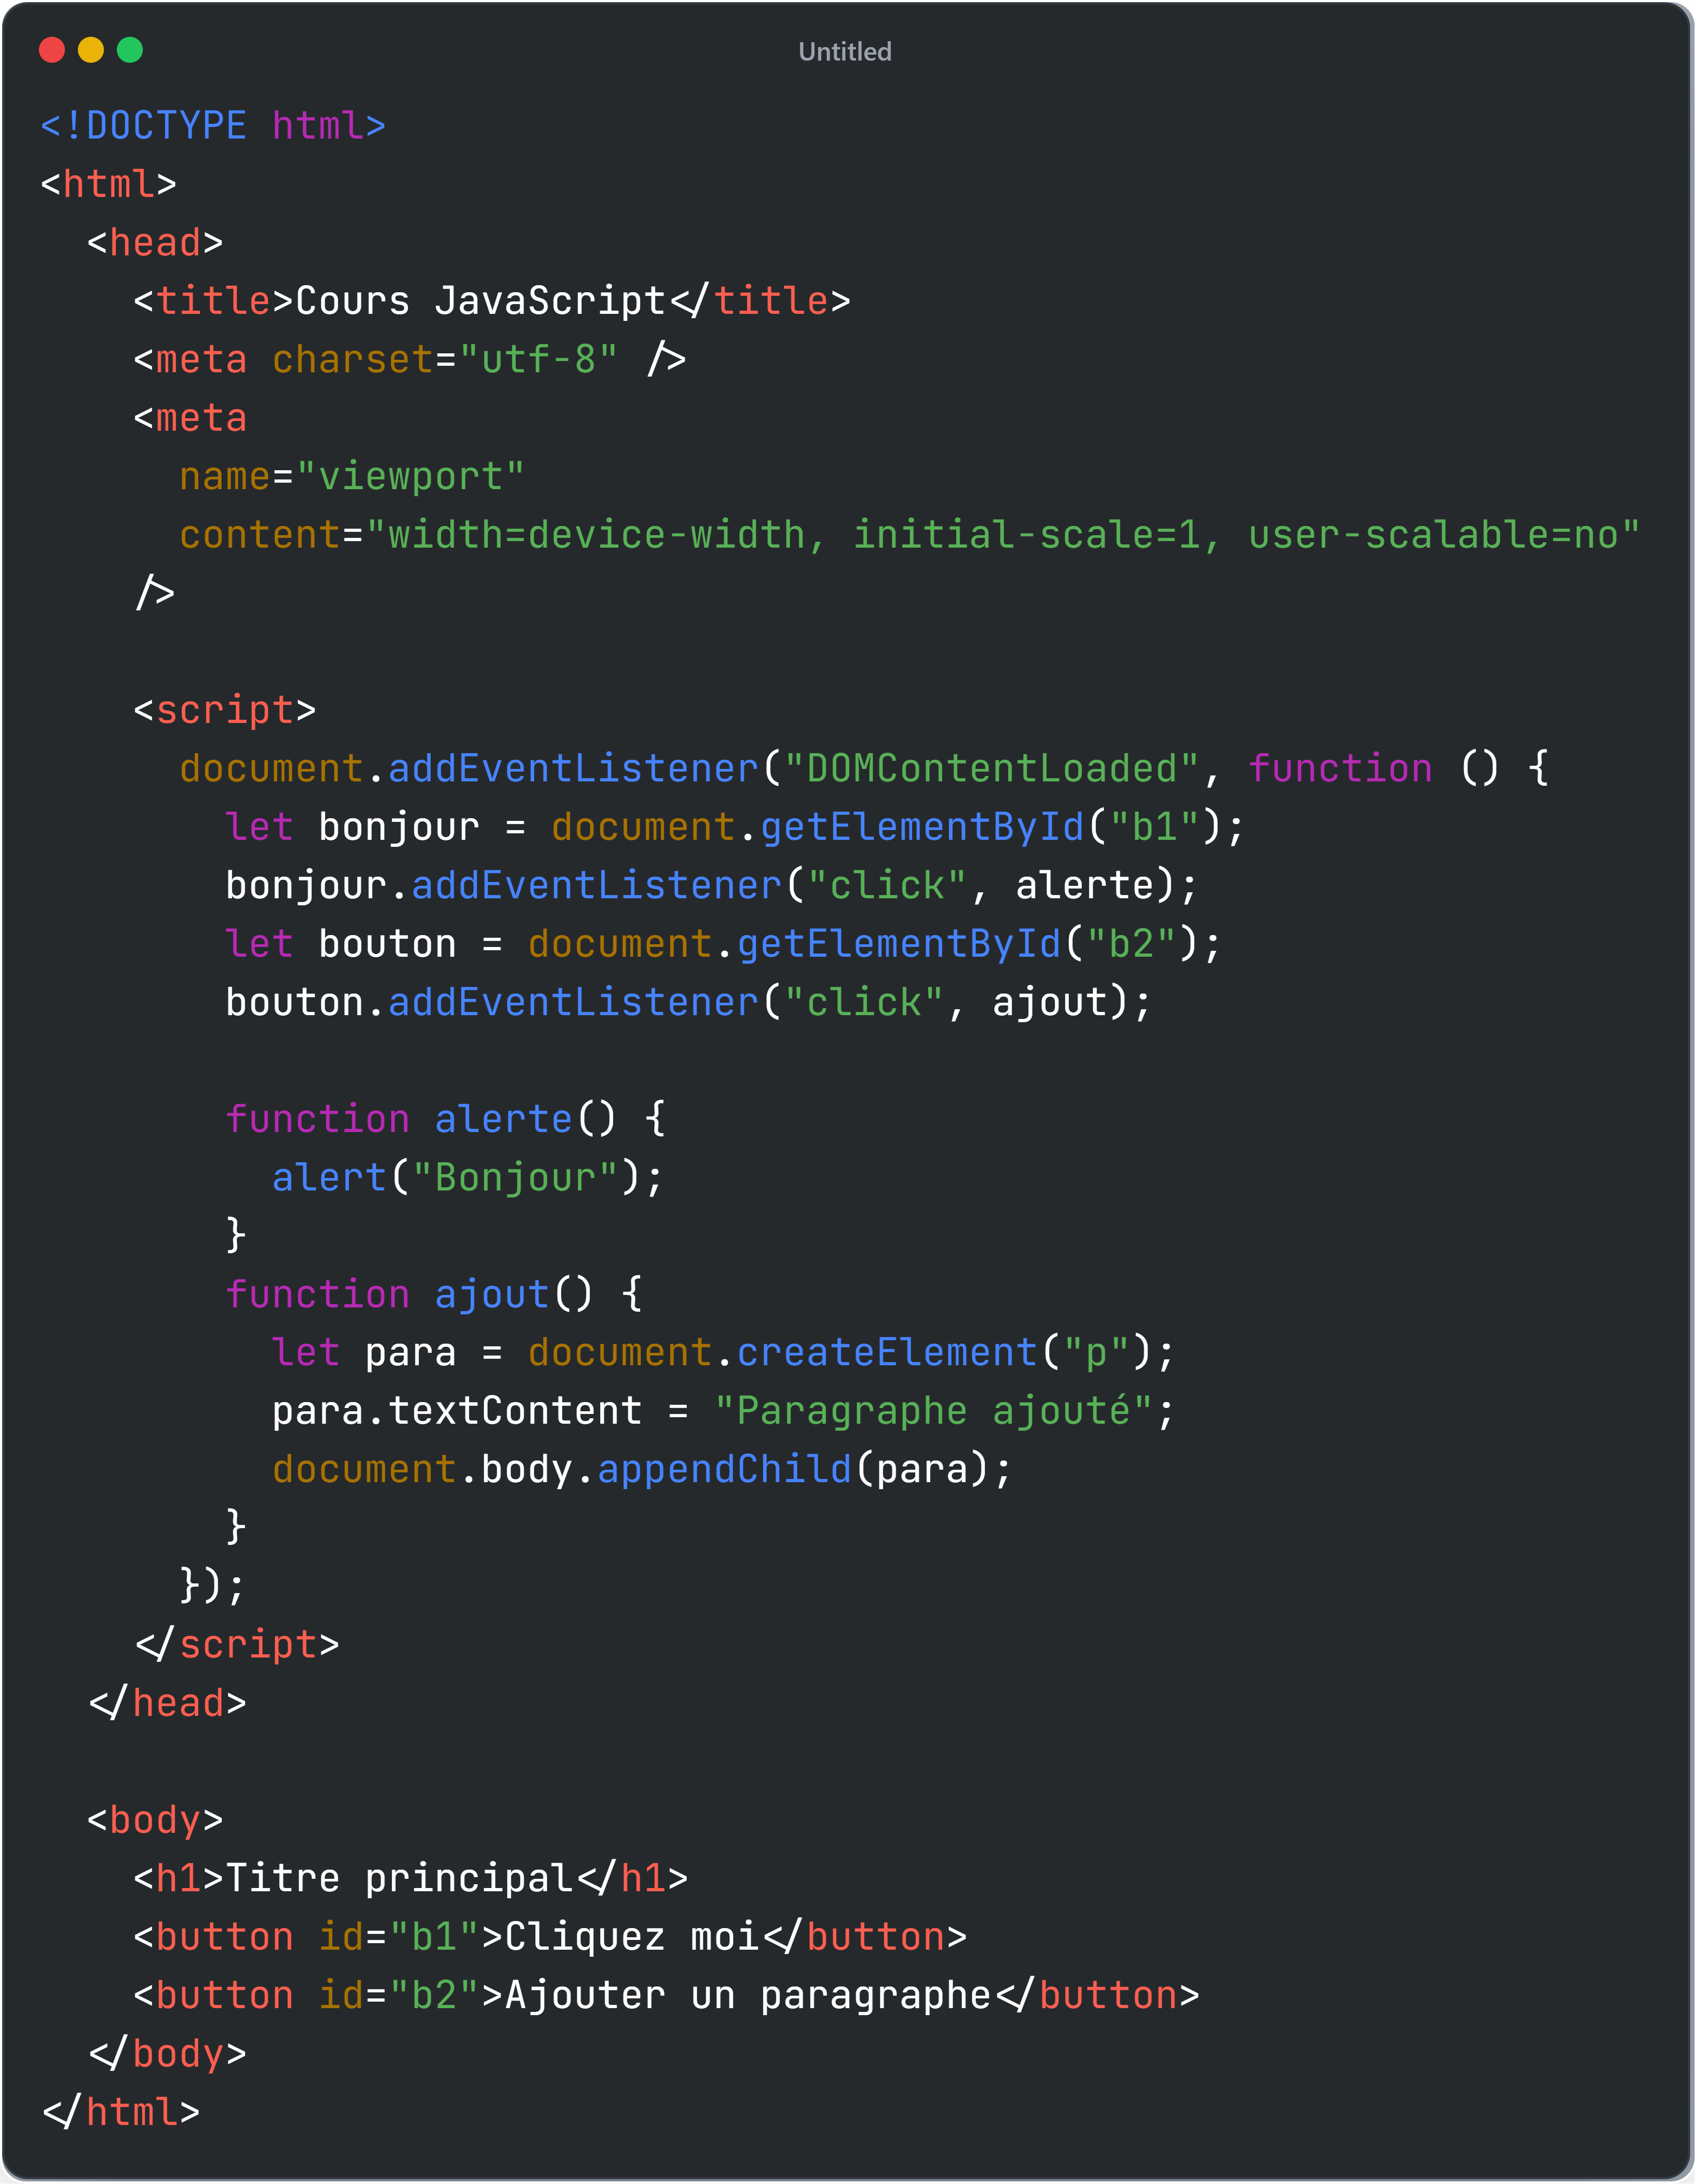 Untitled
<!DOCTYPE html>
<html>
  <head>
    <title>Cours JavaScript</title>
    <meta charset="utf-8" />
    <meta
      name="viewport"
      content="width=device-width, initial-scale=1, user-scalable=no"
    />

    <script>
      document.addEventListener("DOMContentLoaded", function () {
        let bonjour = document.getElementById("b1");
        bonjour.addEventListener("click", alerte);
        let bouton = document.getElementById("b2");
        bouton.addEventListener("click", ajout);

        function alerte() {
          alert("Bonjour");
        }
        function ajout() {
          let para = document.createElement("p");
          para.textContent = "Paragraphe ajouté";
          document.body.appendChild(para);
        }
      });
    </script>
  </head>

  <body>
    <h1>Titre principal</h1>
    <button id="b1">Cliquez moi</button>
    <button id="b2">Ajouter un paragraphe</button>
  </body>
</html>